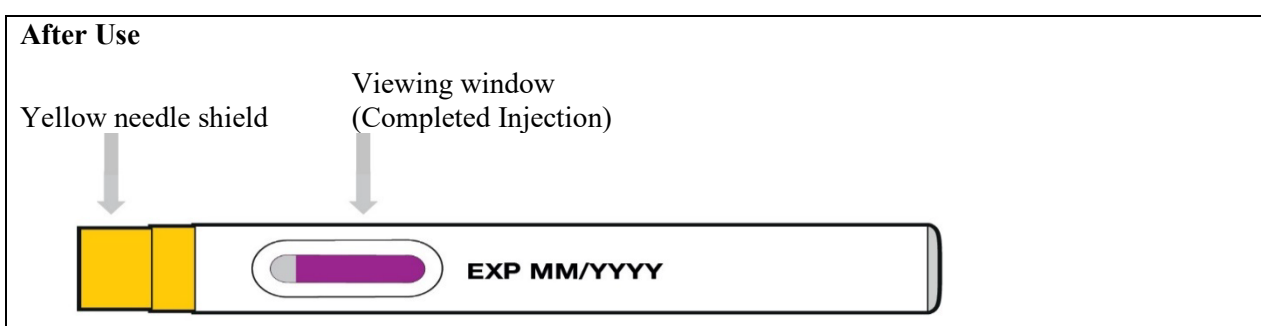 After Use
Viewing window
Yellow needle shield
(Completed Injection)
EXP MM/YYYY